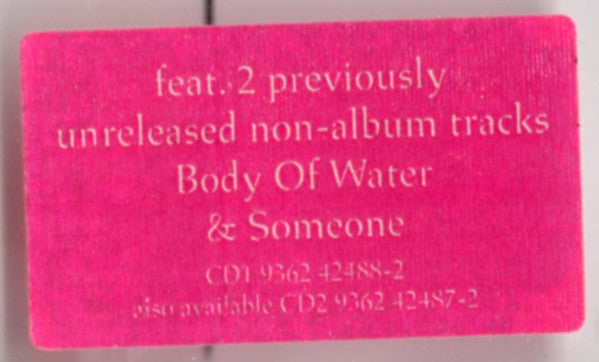 feat. 2 previously
unreleased non-album tracks
Body Of Water
& Someone
CD1 9362 42488-2
also available CD2 9362 42487-2